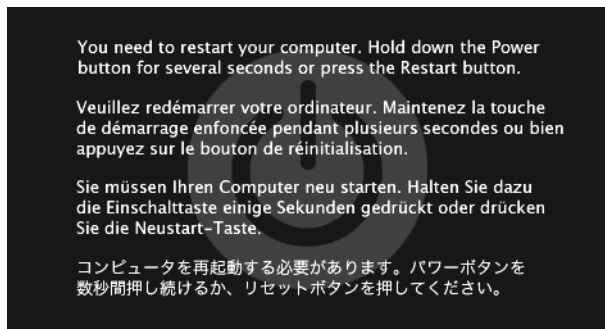 You need to restart your computer. Hold down the Power
button for several seconds or press the Restart button.
Veuillez redémarrer votre ordinateur. Maintenez la touche
de démarrage enfoncée pendant plusieurs secondes ou bien
appuyez sur le bouton de réinitialisation.
Sie müssen Ihren Computer neu starten. Halten Sie dazu
die Einschalttaste einige Sekunden gedrückt oder drücken
Sie die Neustart-Taste.
コンピュータを再起動する必要があります。パワーボタンを
数秒間押し続けるか、リセットボタンを押してください。